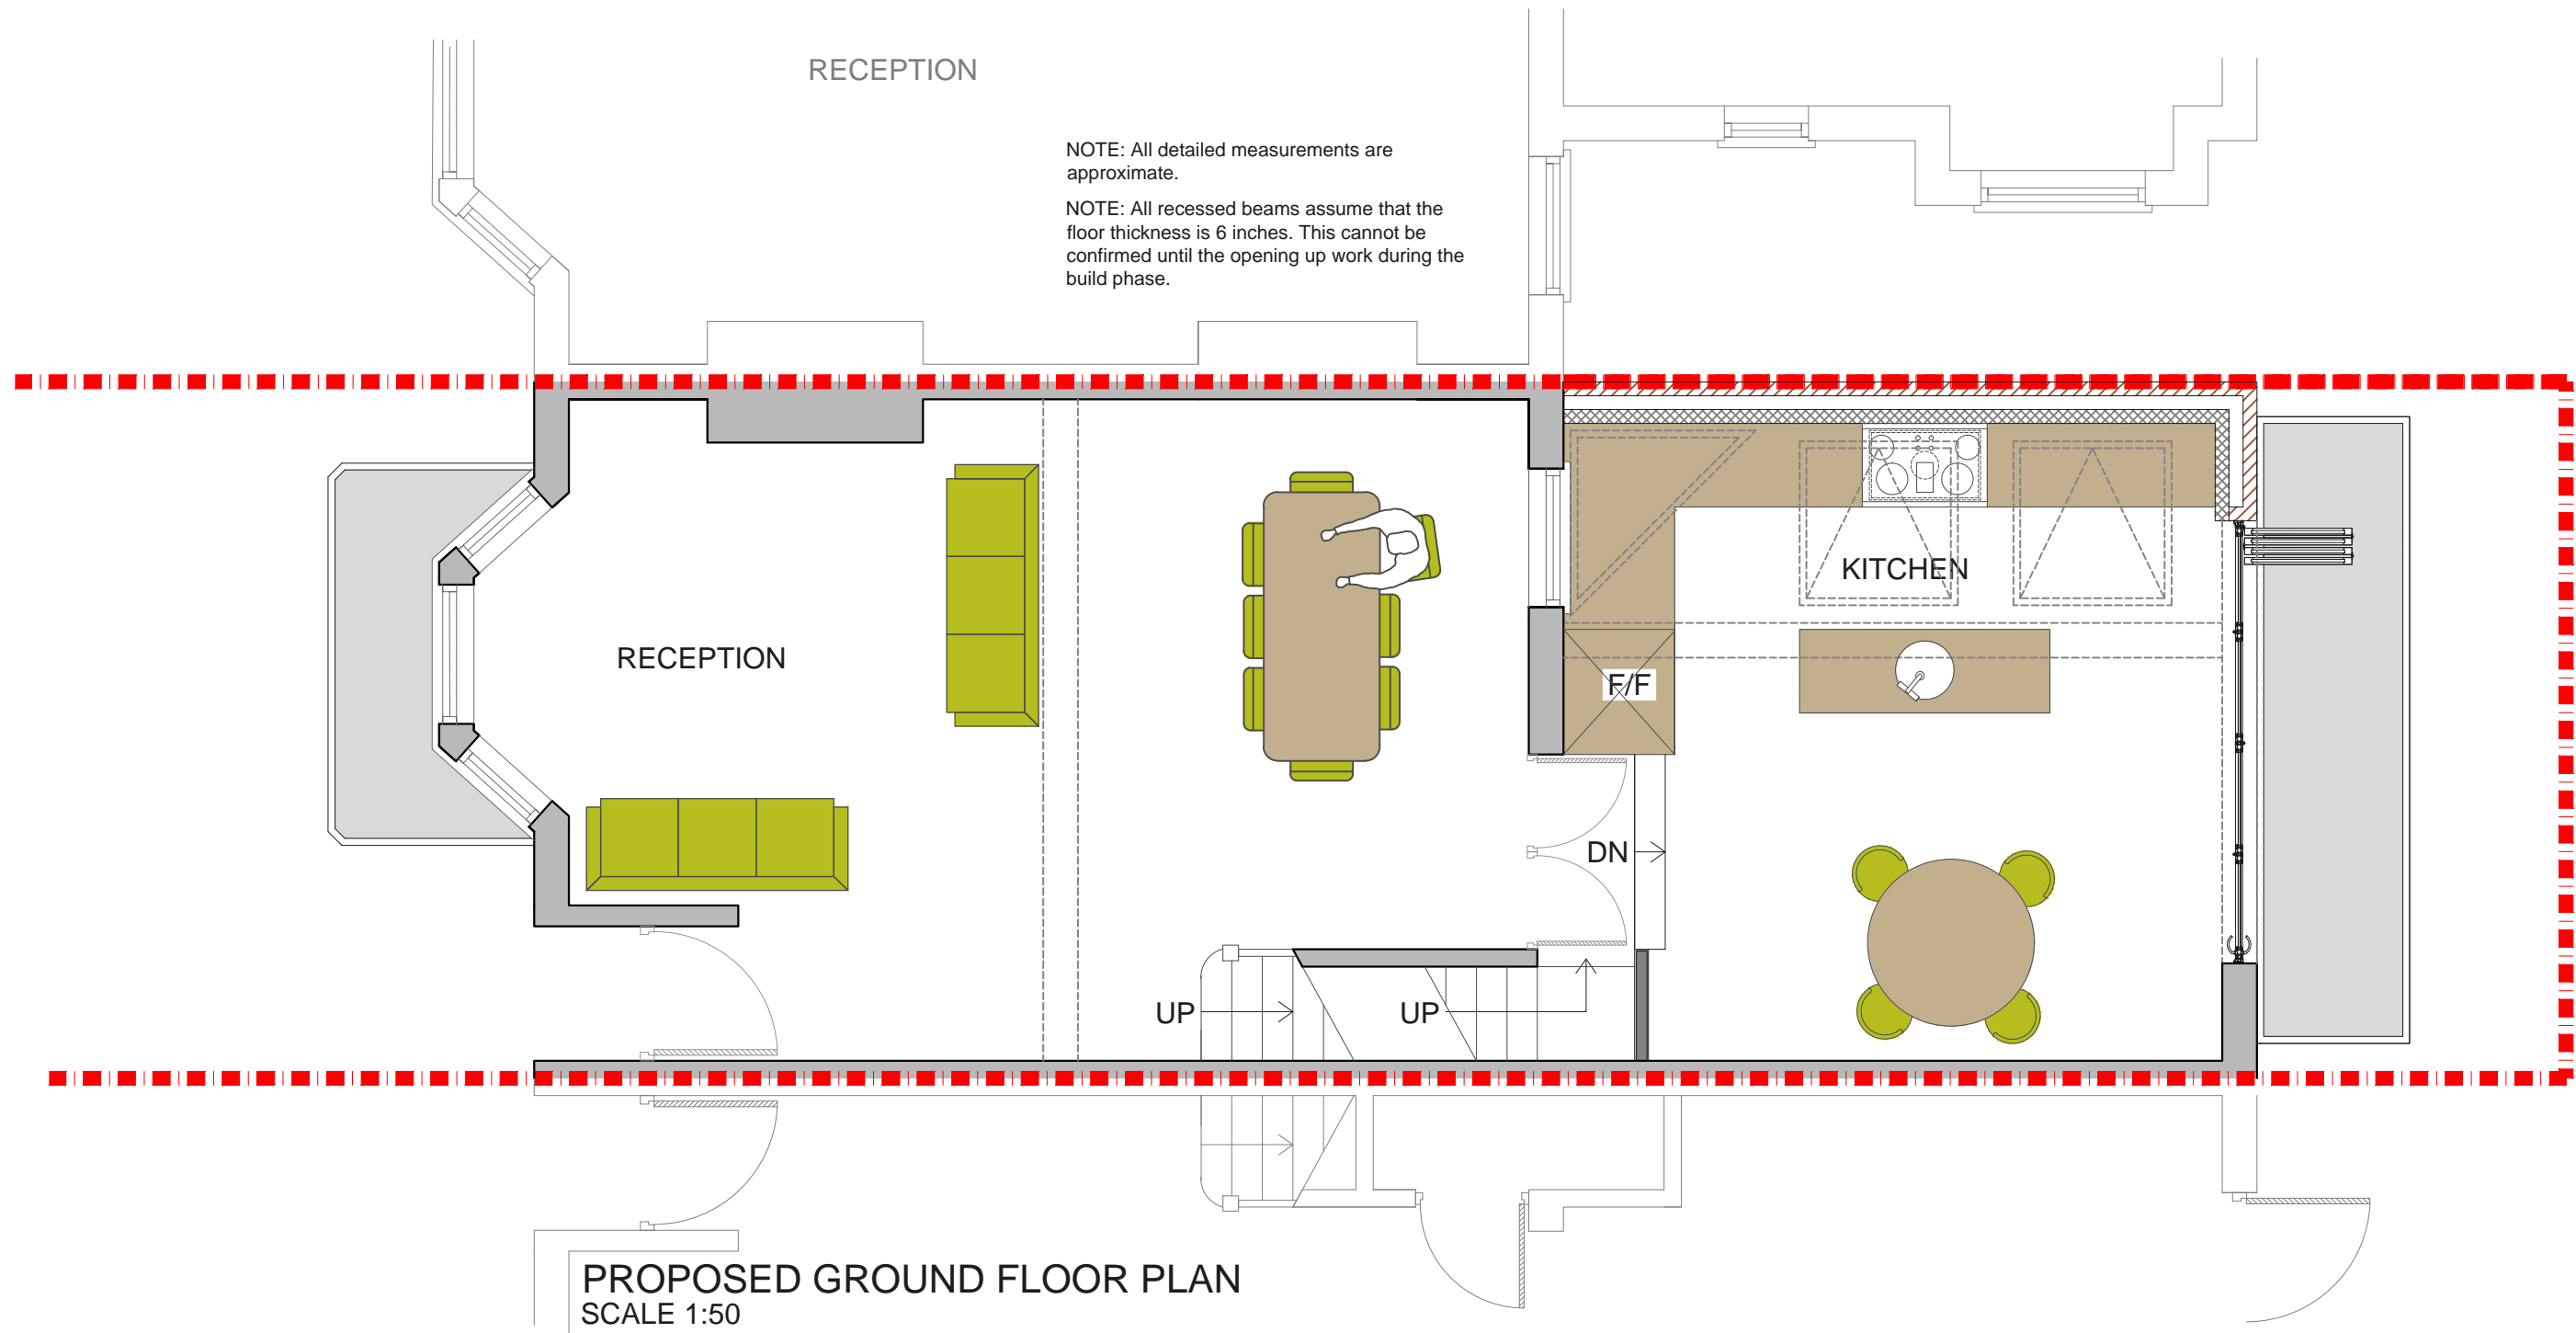 RECEPTION
NOTE: All detailed measurements are
approximate.
NOTE: All recessed beams assume that the
floor thickness is 6 inches. This cannot be
confirmed until the opening up work during the
build phase.
KITCHEN
RECEPTION
F/F
DN
UP
UP
PROPOSED GROUND FLOOR PLAN
SCALE 1:50